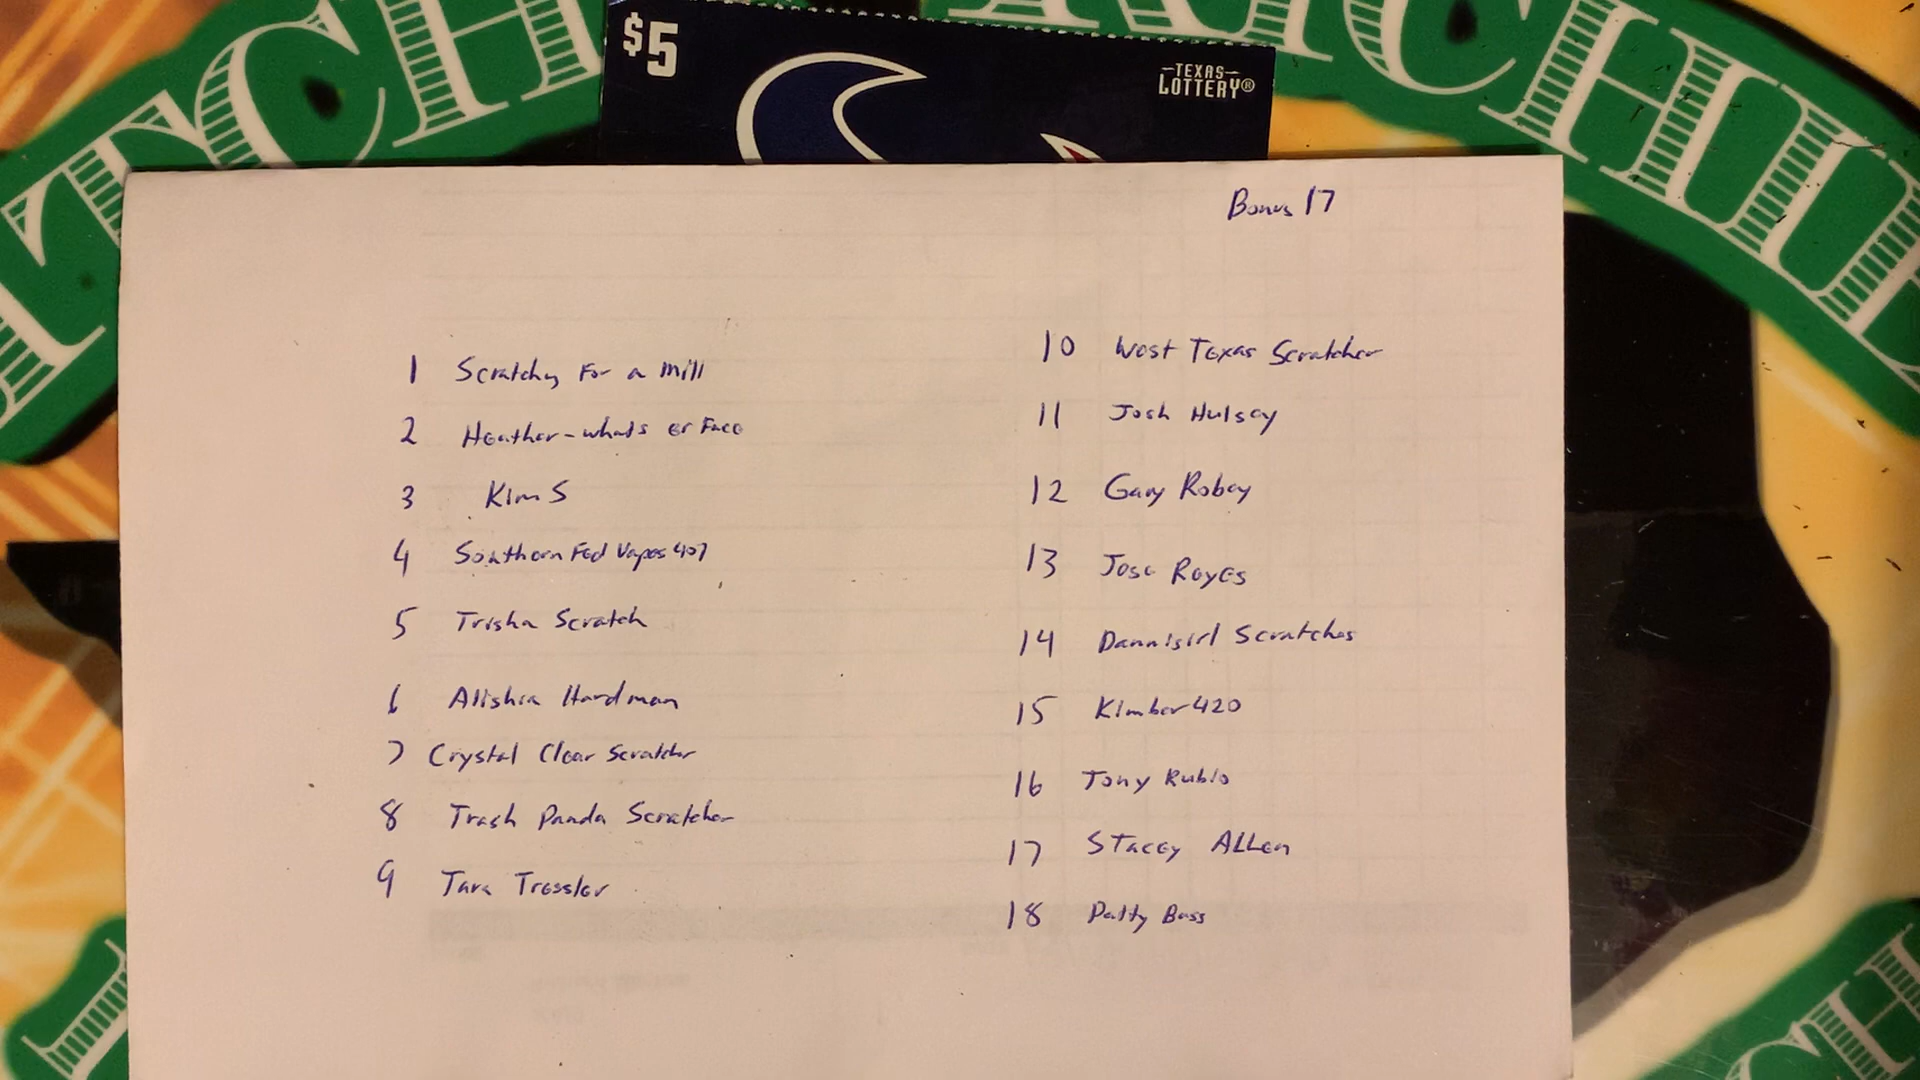 $5
TEXAS
LOTTERY®
Bonus 17
1 Scratchy For a Mill
2 Heather-whats er Face
3 Kim S
4 Southern Fed Vapes 407
5 Trisha Scratch
6 Alishia Hardman
7 Crystal Clear Scratcher
8 Trash Panda Scratcher
9 Tara Tressler
10 West Texas Scratcher
11 Josh Hulsey
12 Gary Robey
13 Jose Reyes
14 Dannigirl Scratches
15 Kimber420
16 Tony Rubio
17 Stacey Allen
18 Patty Bass